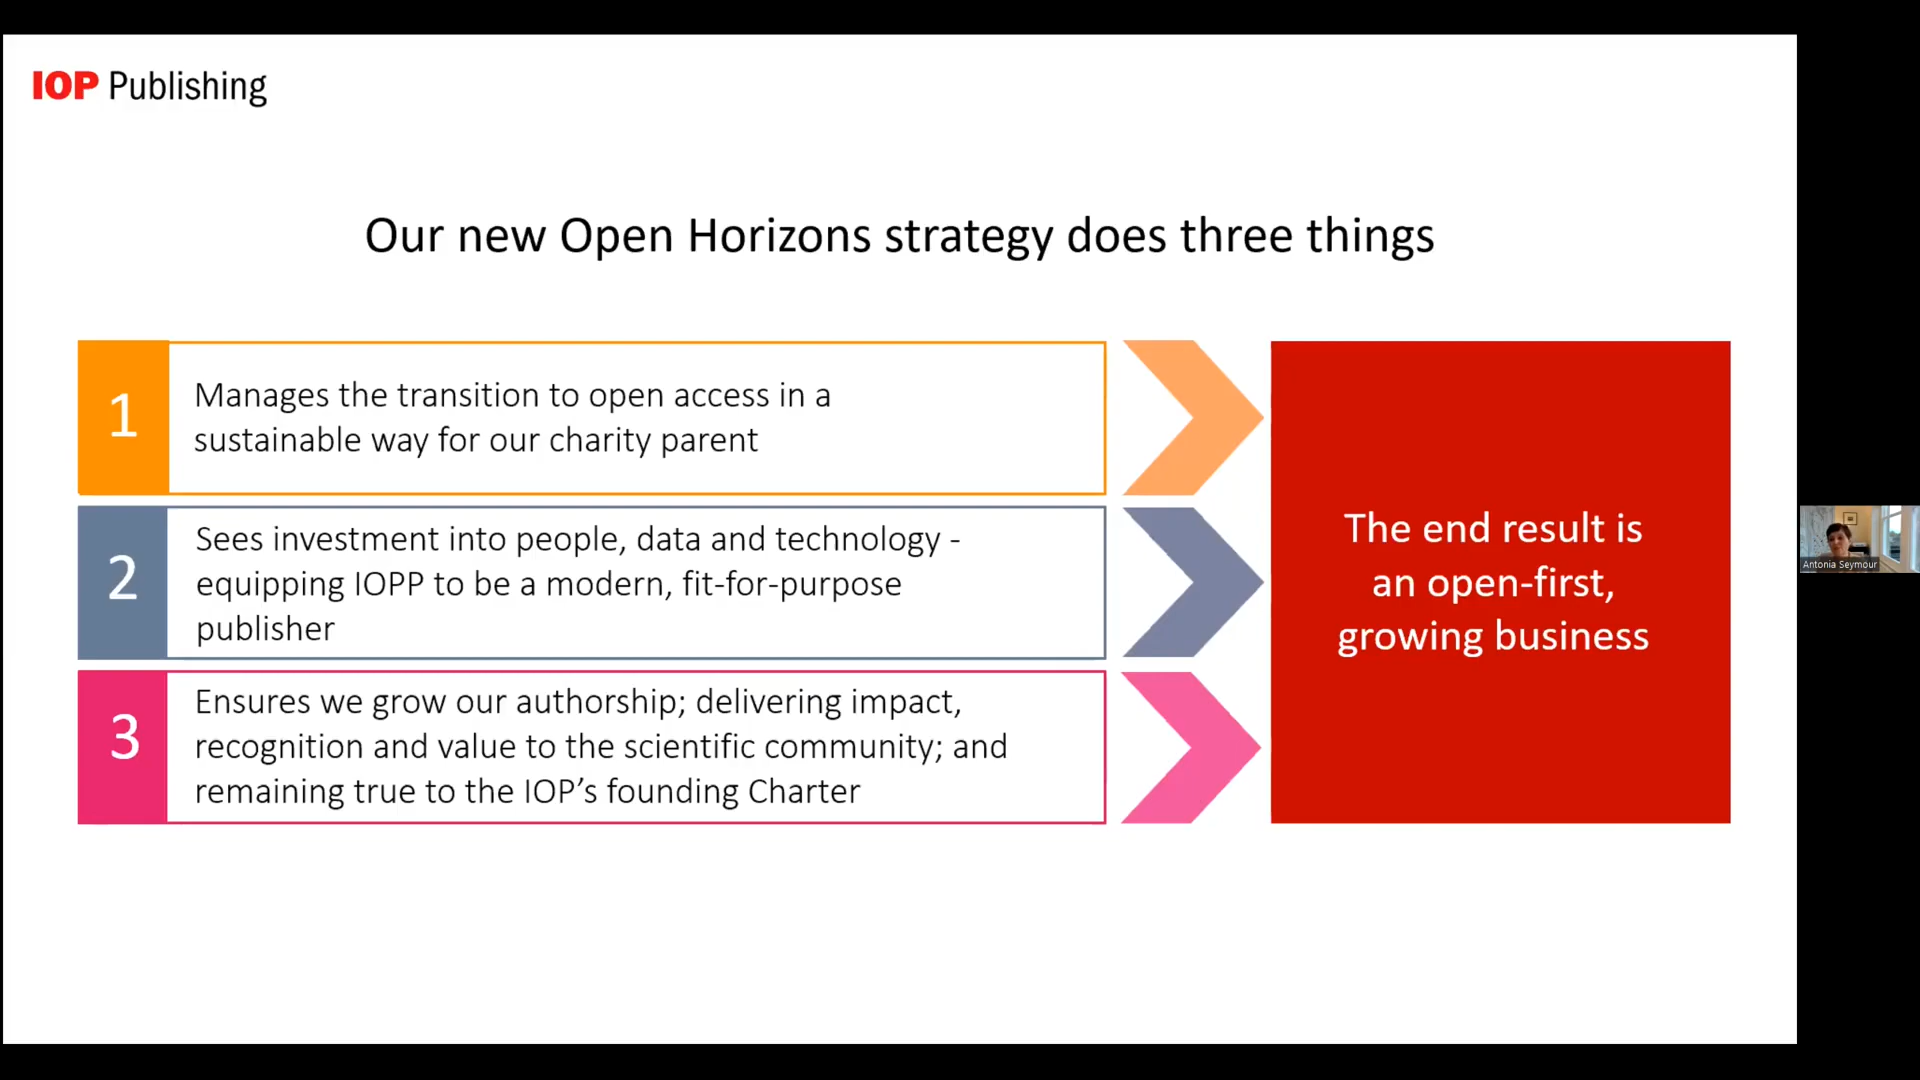 IOP Publishing
Our new Open Horizons strategy does three things
1
Manages the transition to open access in a
sustainable way for our charity parent
2
Sees investment into people, data and technology -
equipping IOPP to be a modern, fit-for-purpose
publisher
3
Ensures we grow our authorship; delivering impact,
recognition and value to the scientific community; and
remaining true to the IOP’s founding Charter
The end result is
an open-first,
growing business
Antonia Seymour